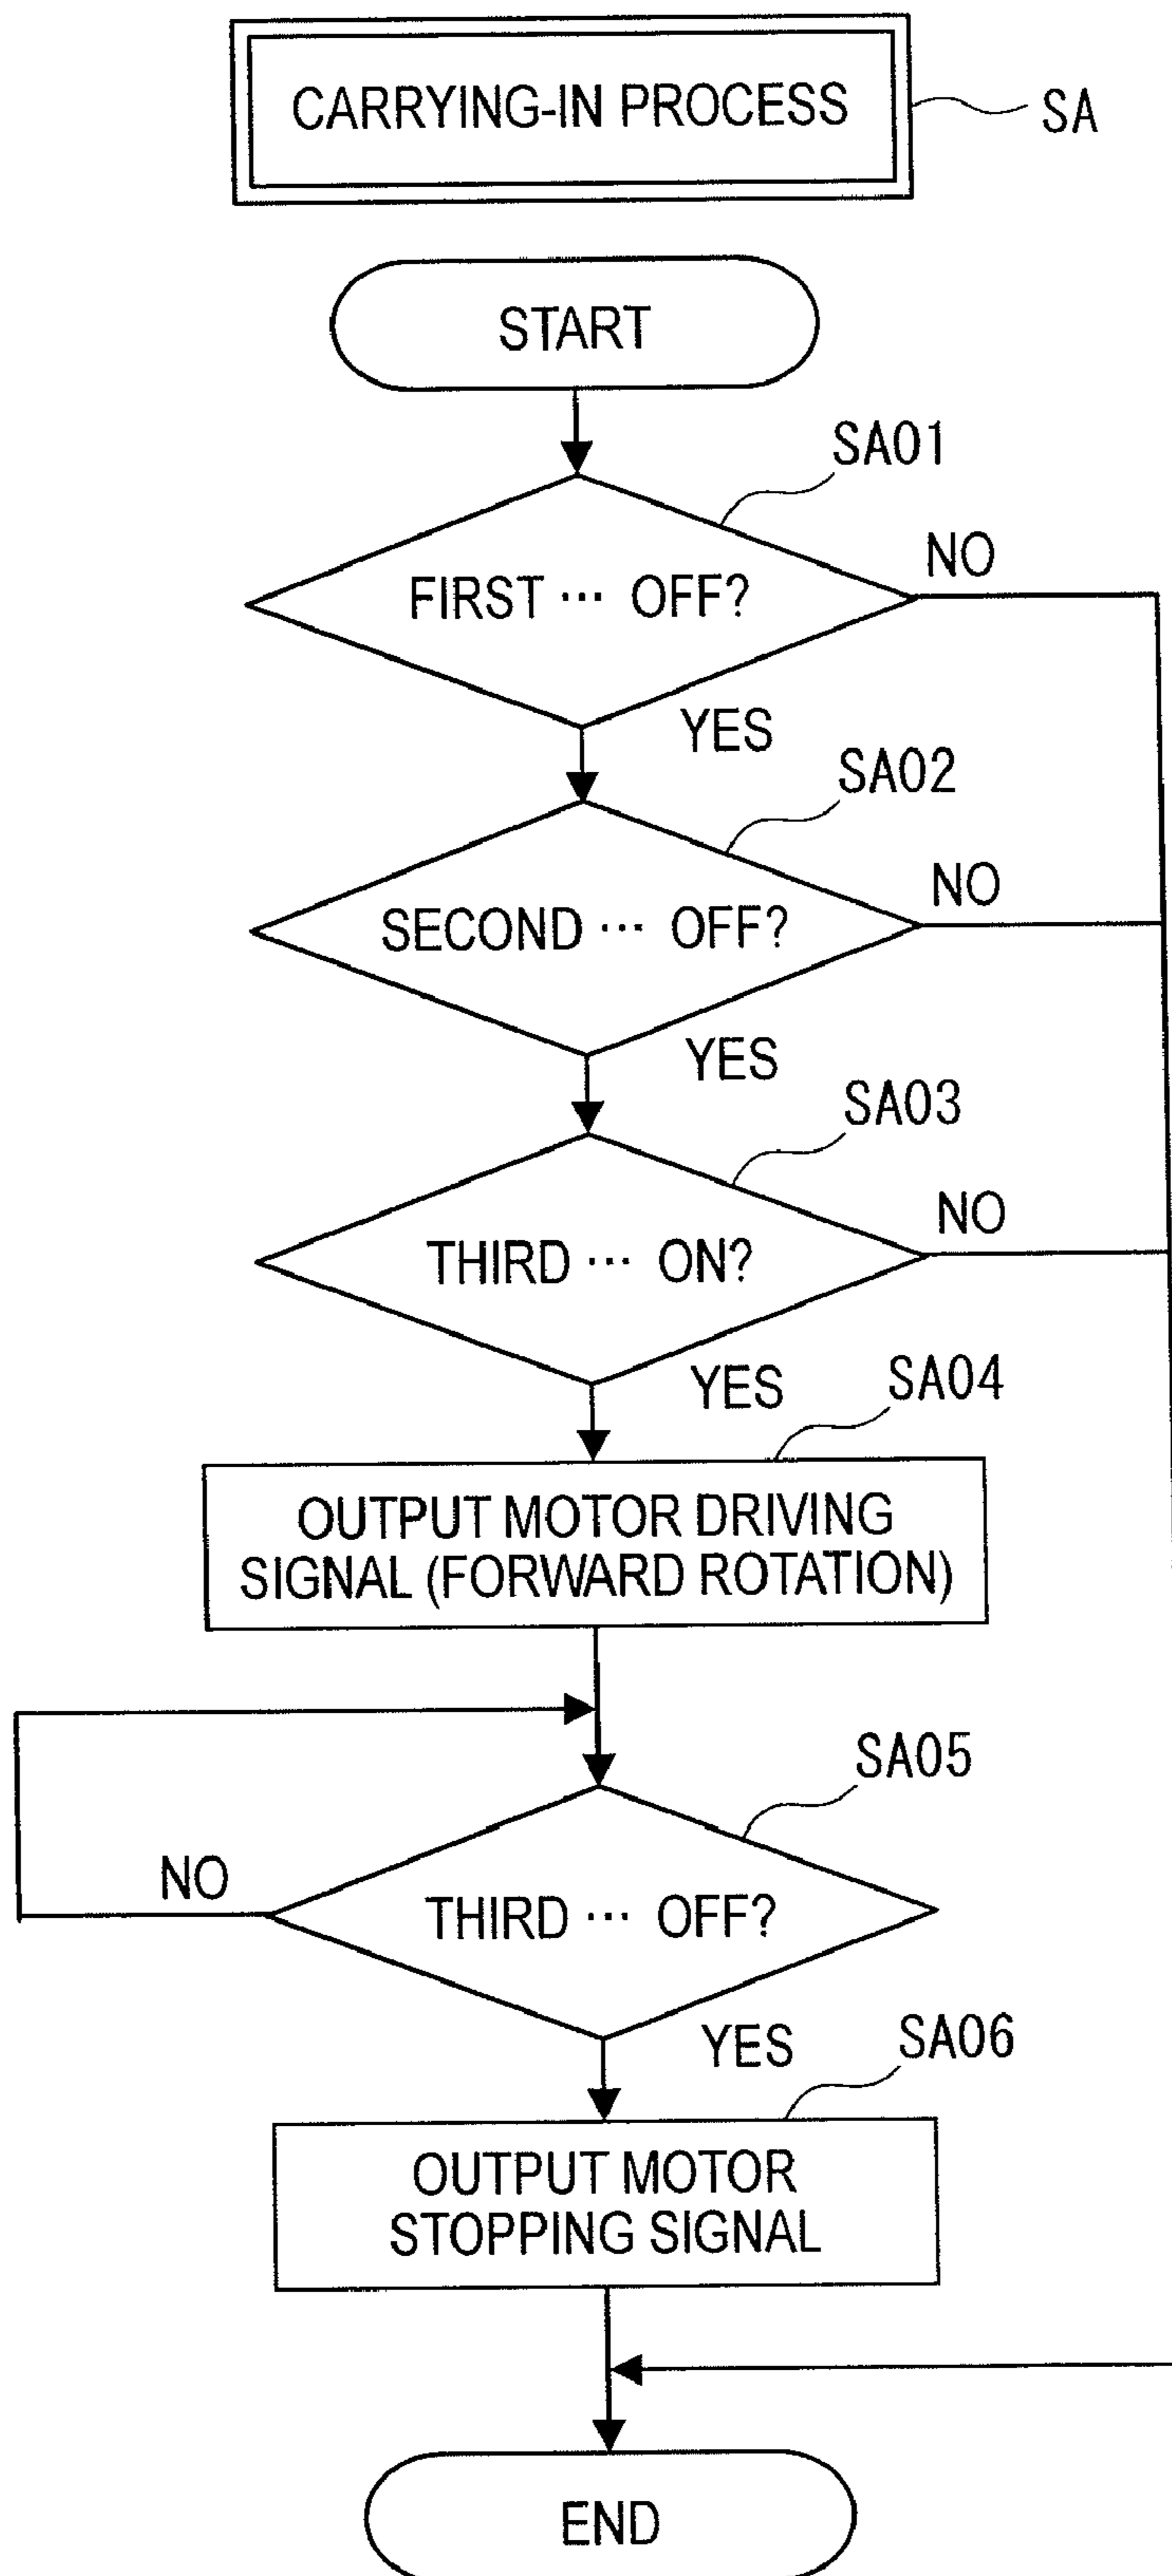 CARRYING-IN PROCESS
SA
START
SA01
FIRST ··· OFF?
NO
YES
SA02
SECOND ··· OFF?
NO
YES
SA03
THIRD ··· ON?
NO
YES
SA04
OUTPUT MOTOR DRIVING
SIGNAL (FORWARD ROTATION)
SA05
NO
THIRD ··· OFF?
YES
SA06
OUTPUT MOTOR
STOPPING SIGNAL
END